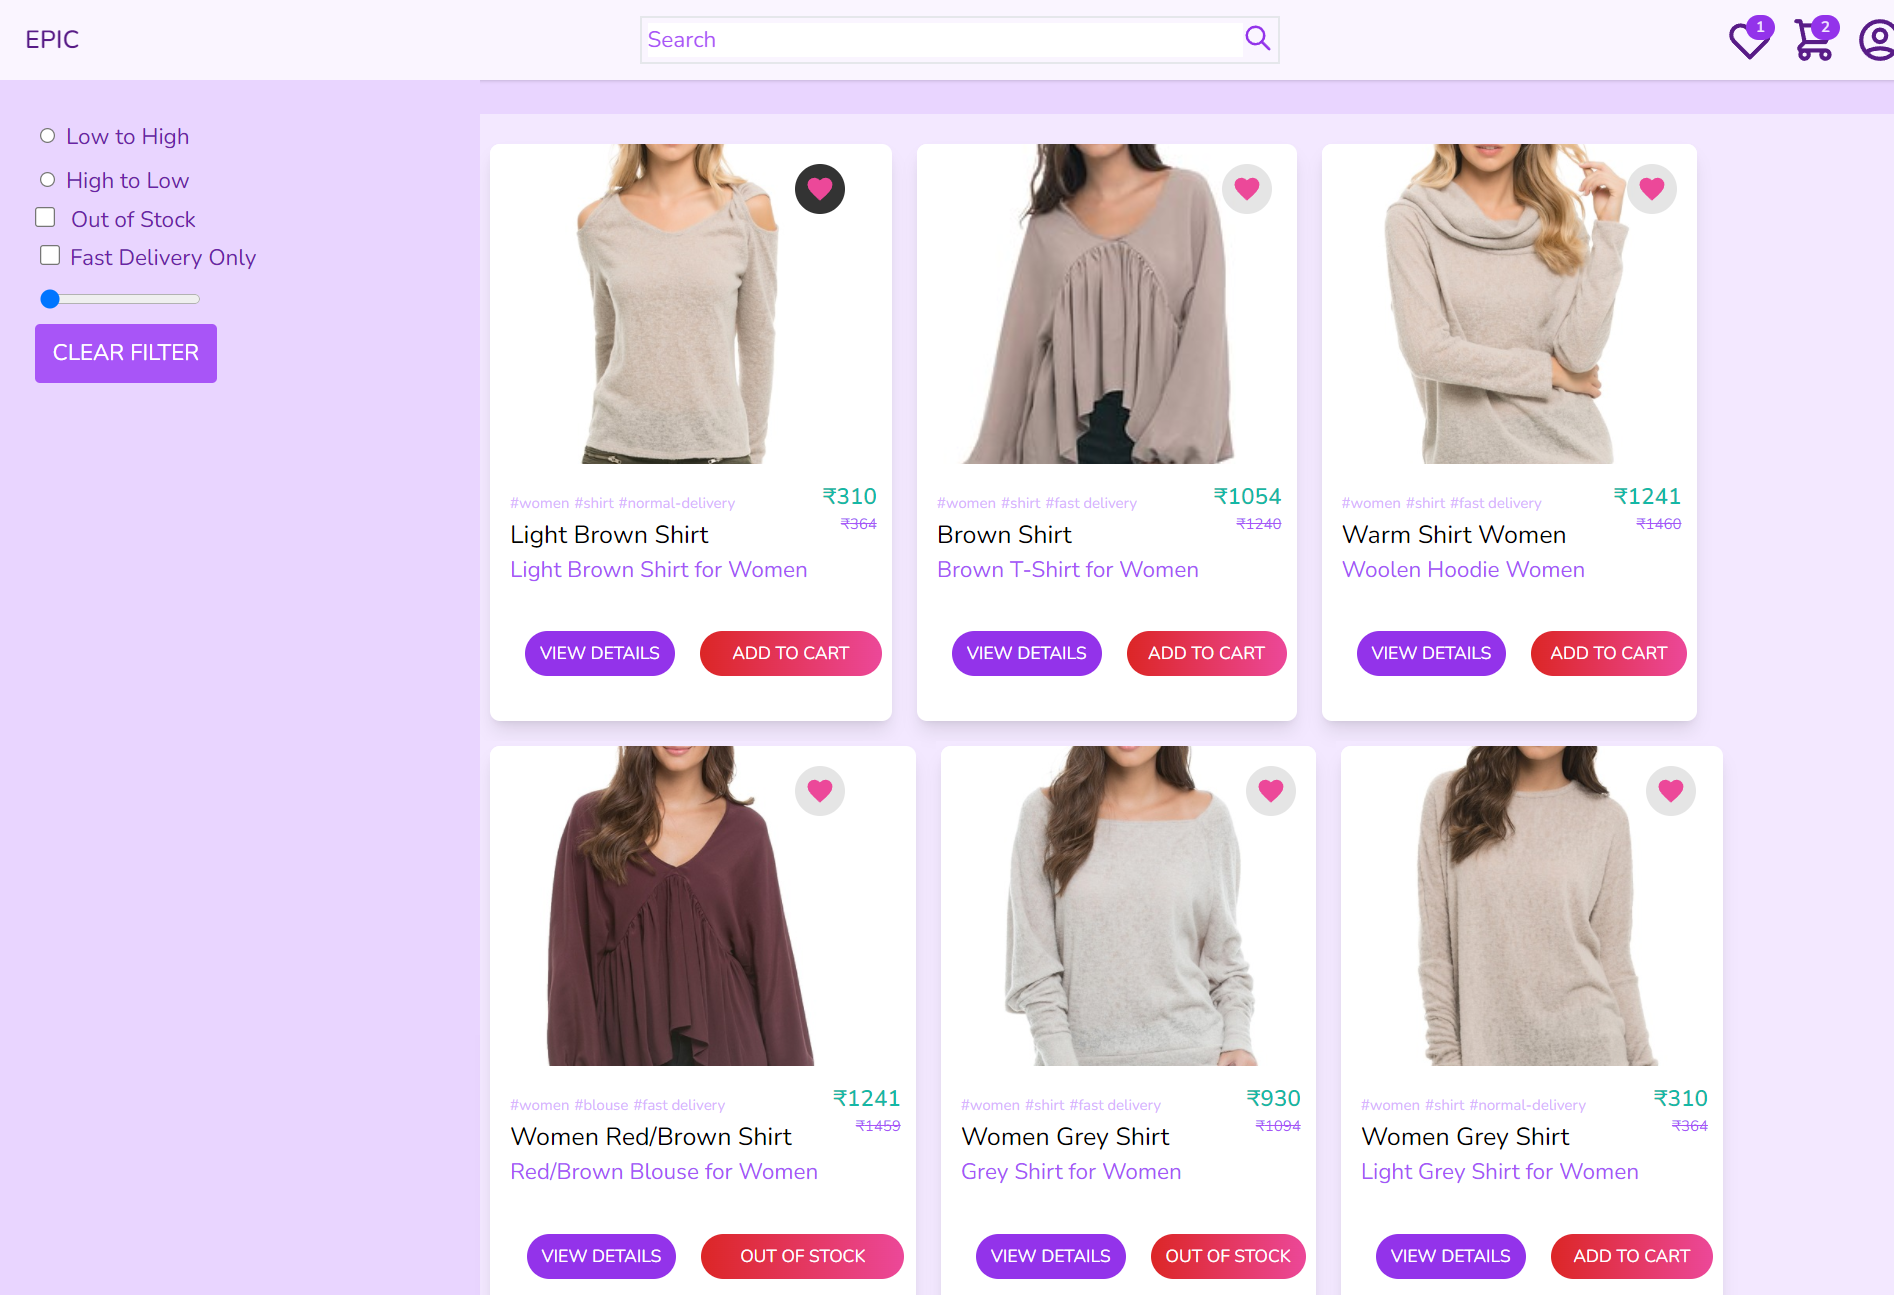 EPIC
Search
1
2
Low to High
High to Low
Out of Stock
Fast Delivery Only
CLEAR FILTER
#women #shirt #normal-delivery
₹310
₹364
Light Brown Shirt
Light Brown Shirt for Women
VIEW DETAILS
ADD TO CART
#women #shirt #fast delivery
₹1054
₹1240
Brown Shirt
Brown T-Shirt for Women
VIEW DETAILS
ADD TO CART
#women #shirt #fast delivery
₹1241
₹1460
Warm Shirt Women
Woolen Hoodie Women
VIEW DETAILS
ADD TO CART
#women #blouse #fast delivery
₹1241
₹1459
Women Red/Brown Shirt
Red/Brown Blouse for Women
VIEW DETAILS
OUT OF STOCK
#women #shirt #fast delivery
₹930
₹1094
Women Grey Shirt
Grey Shirt for Women
VIEW DETAILS
OUT OF STOCK
#women #shirt #normal-delivery
₹310
₹364
Women Grey Shirt
Light Grey Shirt for Women
VIEW DETAILS
ADD TO CART